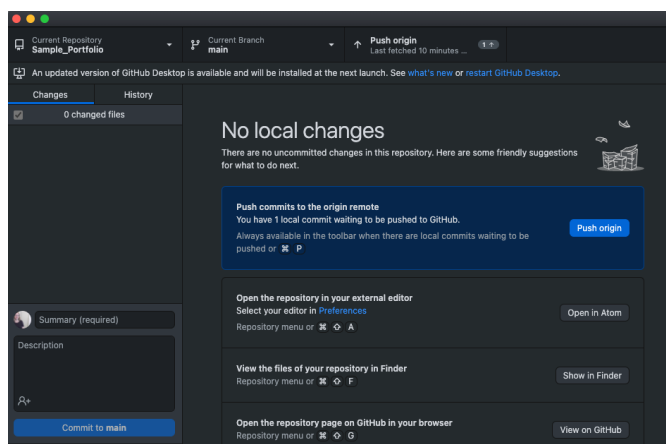 Current Repository
Sample_Portfolio
Current Branch
main
Push origin
Last fetched 10 minutes ...
1
An updated version of GitHub Desktop is available and will be installed at the next launch. See what's new or restart GitHub Desktop.
Changes
History
0 changed files
No local changes
There are no uncommitted changes in this repository. Here are some friendly suggestions
for what to do next.
Push commits to the origin remote
You have 1 local commit waiting to be pushed to GitHub.
Always available in the toolbar when there are local commits waiting to be
pushed or ⌘ P
Push origin
Open the repository in your external editor
Select your editor in Preferences
Repository menu or ⌘ ⇧ A
Open in Atom
View the files of your repository in Finder
Repository menu or ⌘ ⇧ F
Show in Finder
Open the repository page on GitHub in your browser
Repository menu or ⌘ ⇧ G
View on GitHub
Summary (required)
Description
Commit to main